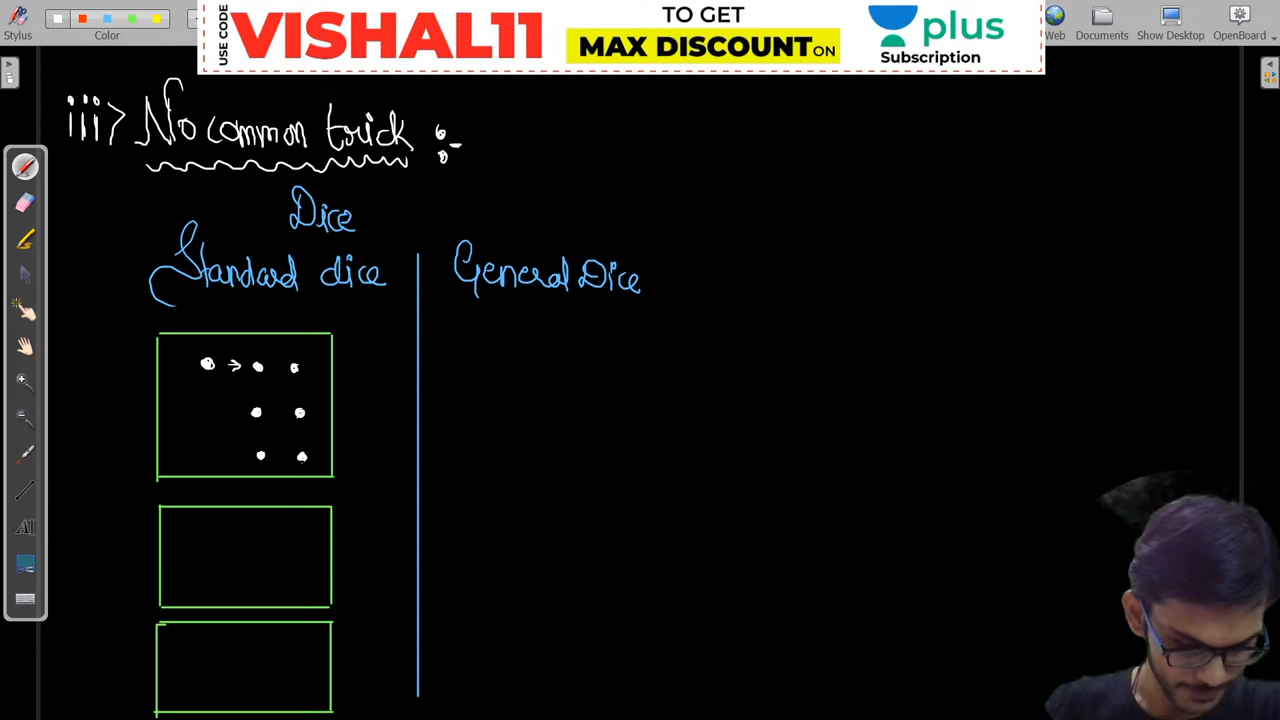 Stylus
Color
USE CODE
VISHAL11
TO GET
MAX DISCOUNT ON
plus
Subscription
Web
Documents
Show Desktop
OpenBoard
iii> No common trick :-
Dice
Standard dice
General Dice